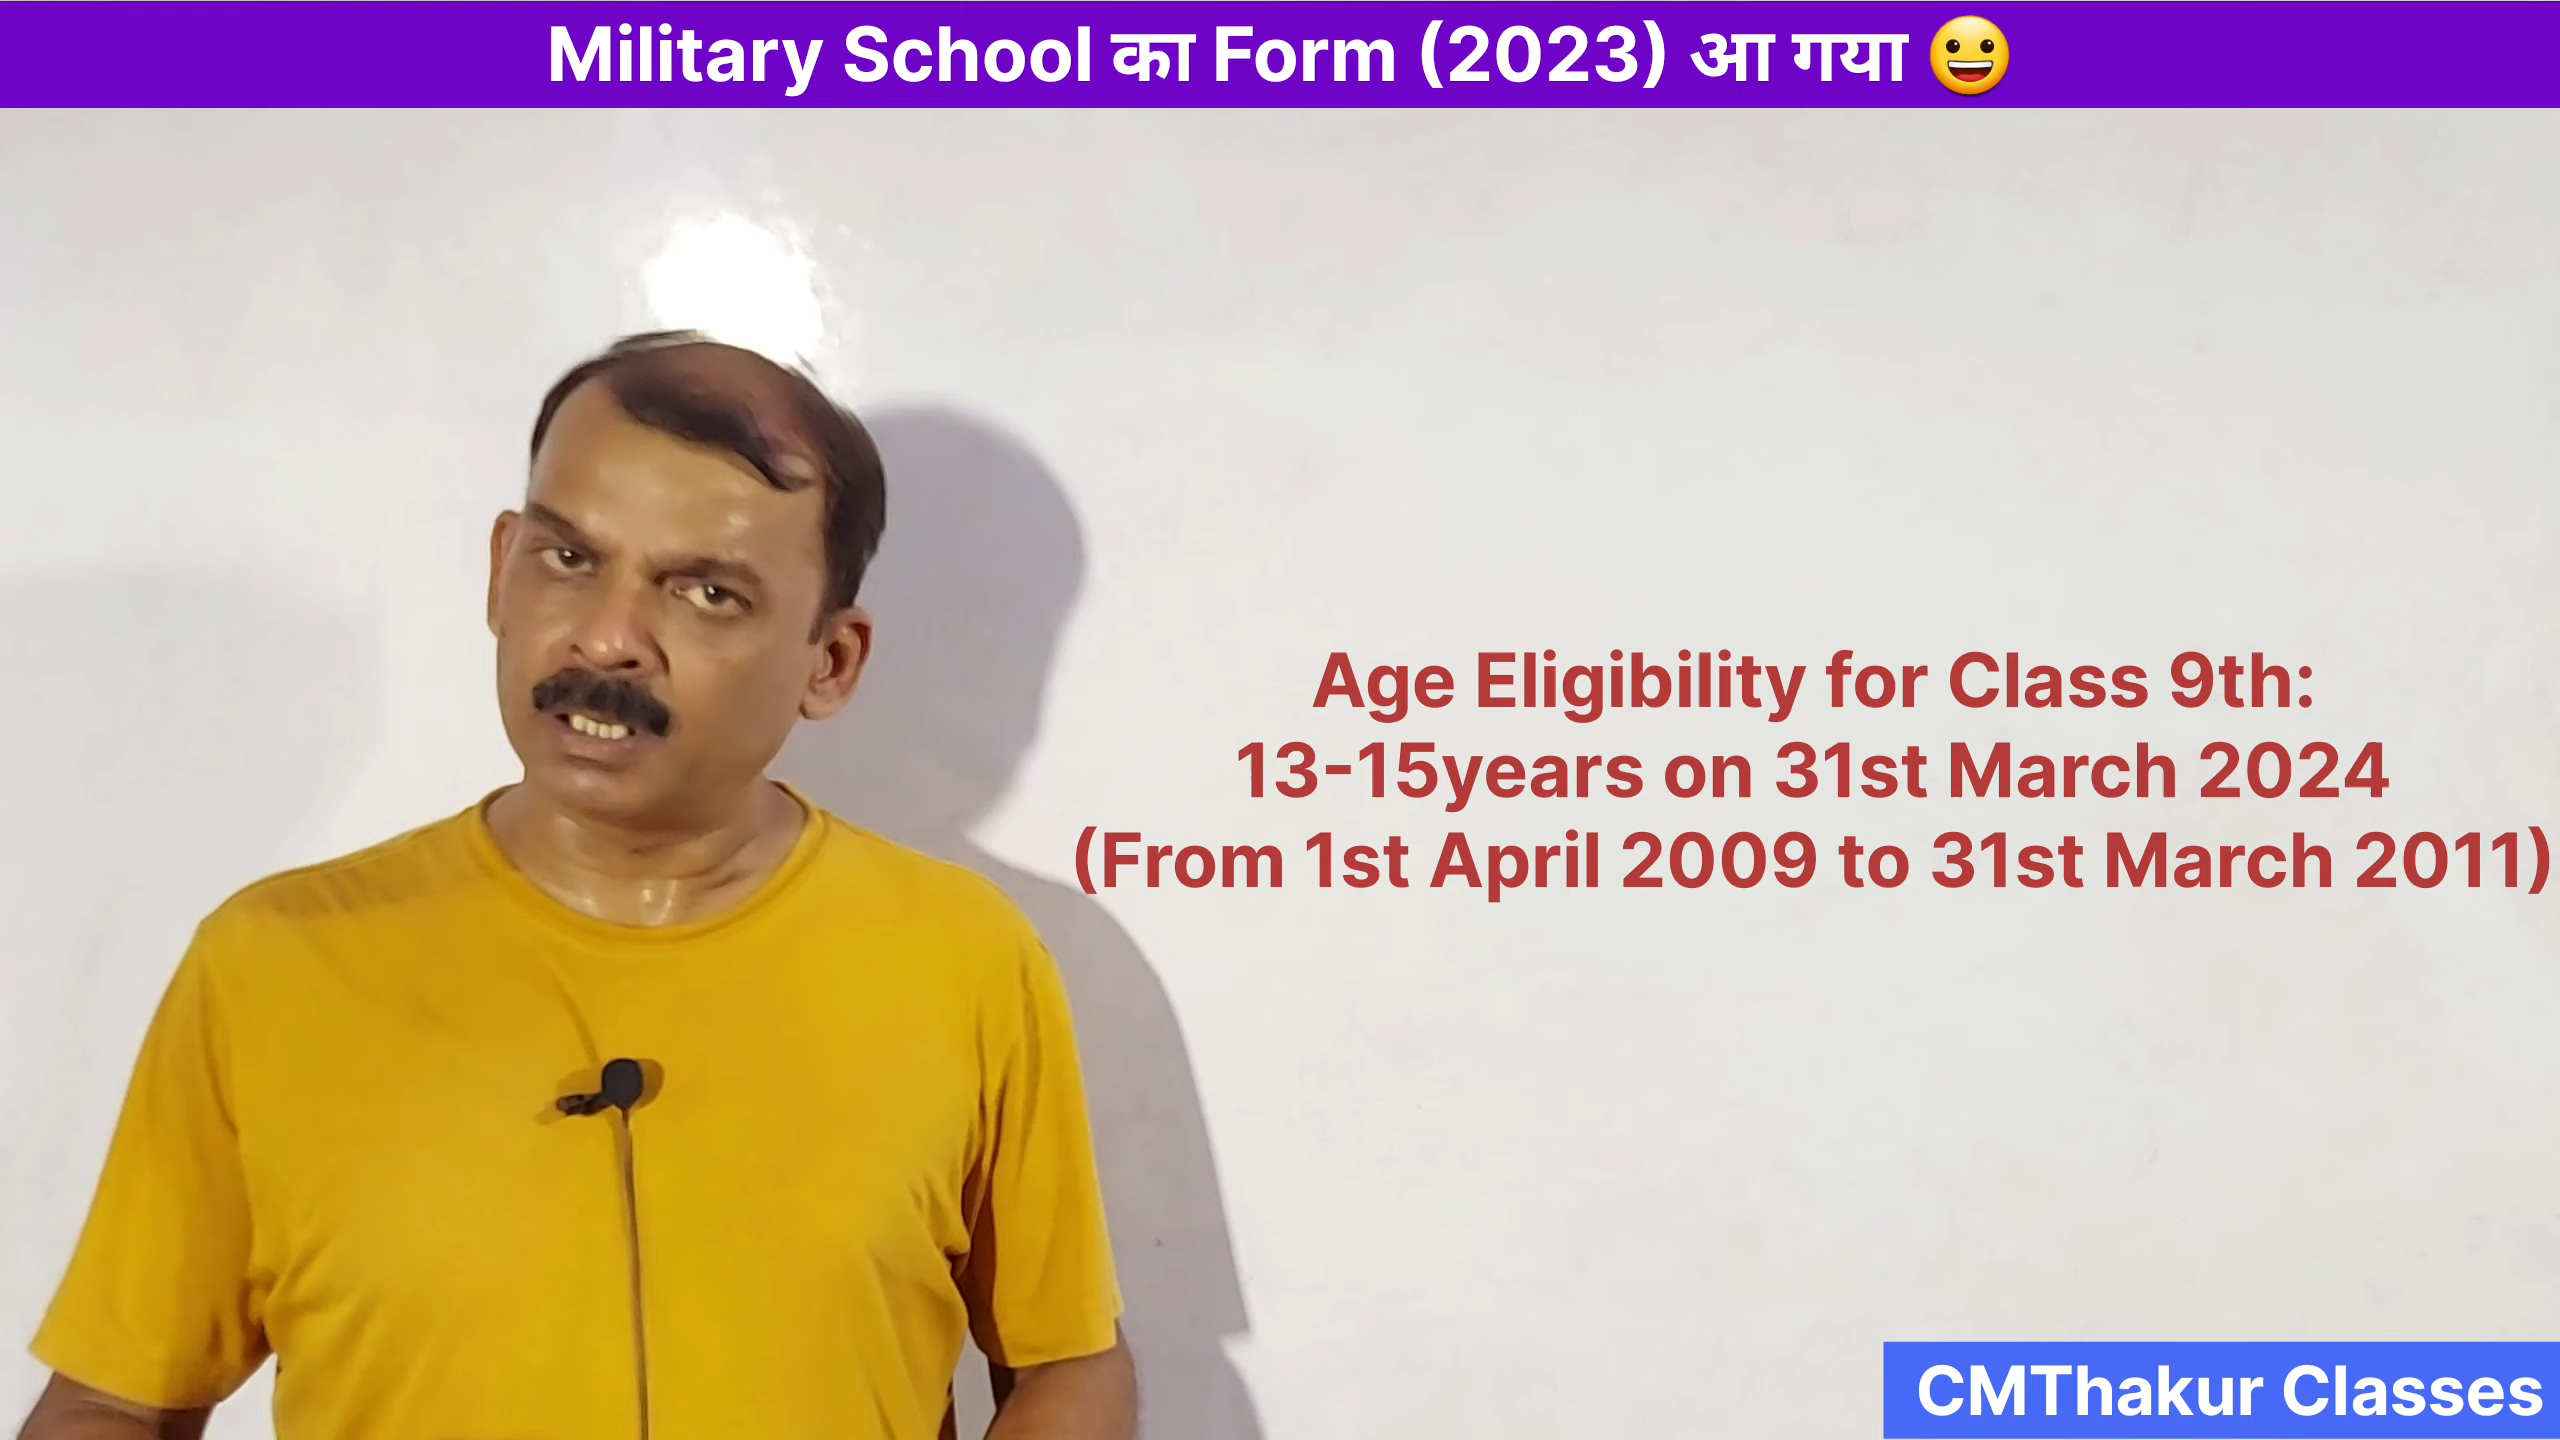 Military School का Form (2023) आ गया 😀
Age Eligibility for Class 9th:
13-15years on 31st March 2024
(From 1st April 2009 to 31st March 2011)
CMThakur Classes